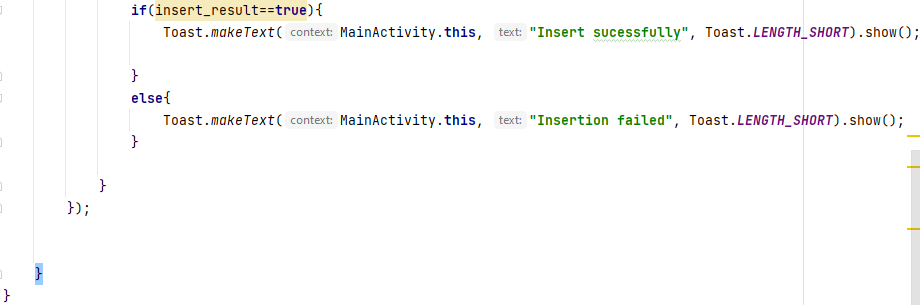 if(insert_result==true){
Toast.makeText( context: MainActivity.this, text: "Insert sucessfully", Toast.LENGTH_SHORT).show();
}
else{
Toast.makeText( context: MainActivity.this, text: "Insertion failed", Toast.LENGTH_SHORT).show();
}
}
});
}
}